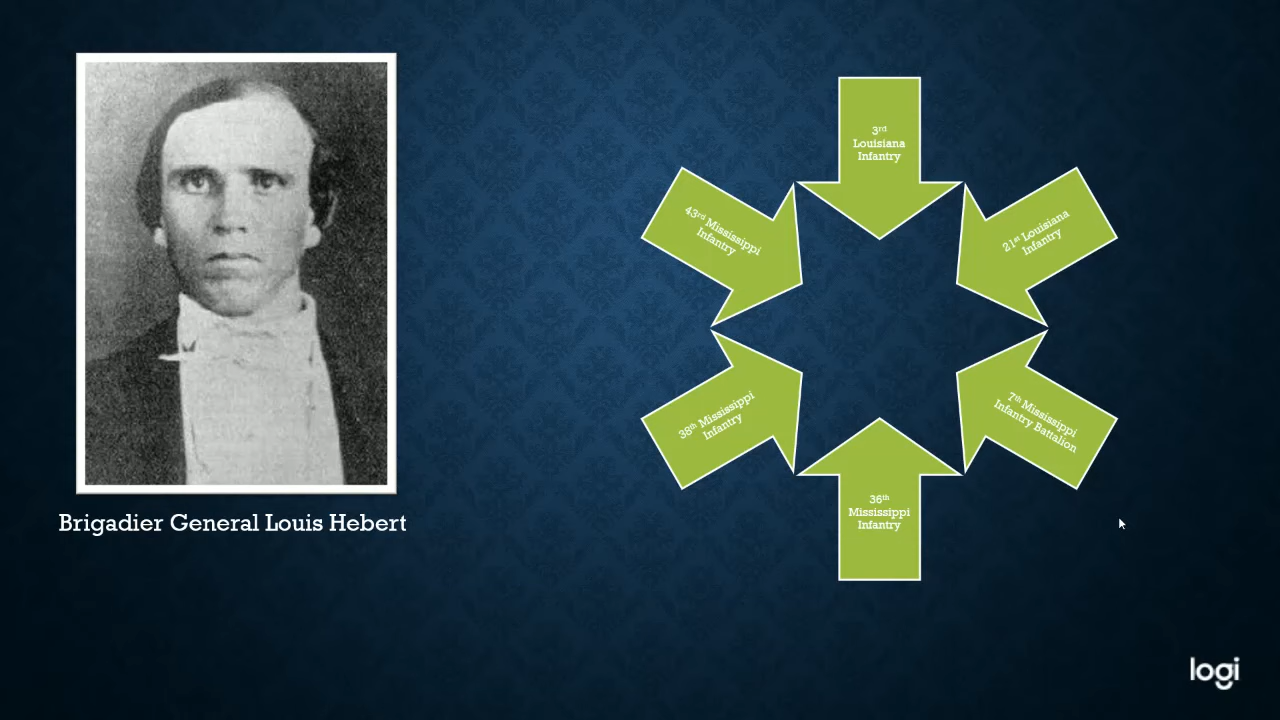 3rd
Louisiana
Infantry
21st Louisiana
Infantry
7th Mississippi
Infantry Battalion
36th
Mississippi
Infantry
38th Mississippi
Infantry
43rd Mississippi
Infantry
Brigadier General Louis Hebert
logi